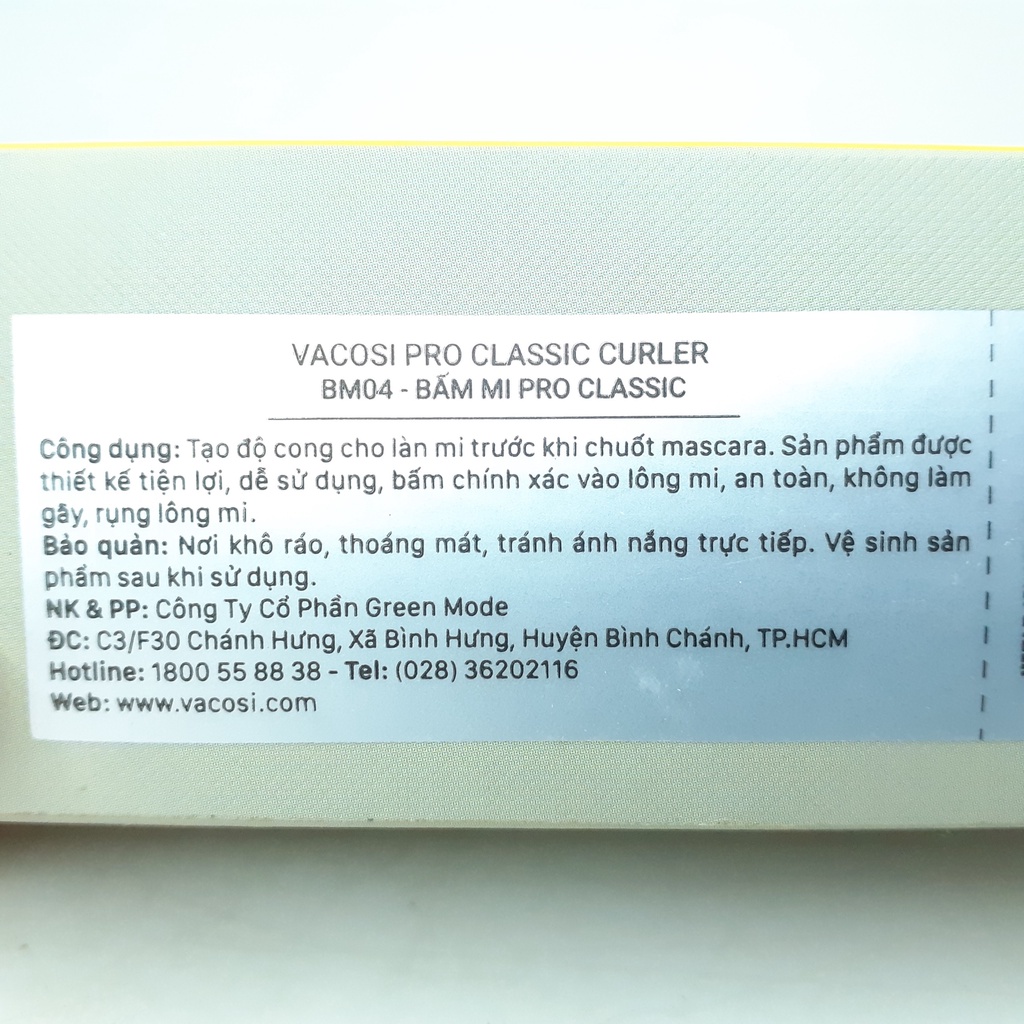 VACOSI PRO CLASSIC CURLER
BM04 - BẤM MI PRO CLASSIC
Công dụng: Tạo độ cong cho làn mi trước khi chuốt mascara. Sản phẩm được
thiết kế tiện lợi, dễ sử dụng, bấm chính xác vào lông mi, an toàn, không làm
gãy, rụng lông mi.
Bảo quản: Nơi khô ráo, thoáng mát, tránh ánh nắng trực tiếp. Vệ sinh sản
phẩm sau khi sử dụng.
NK & PP: Công Ty Cổ Phần Green Mode
ĐC: C3/F30 Chánh Hưng, Xã Bình Hưng, Huyện Bình Chánh, TP.HCM
Hotline: 1800 55 88 38 - Tel: (028) 36202116
Web: www.vacosi.com